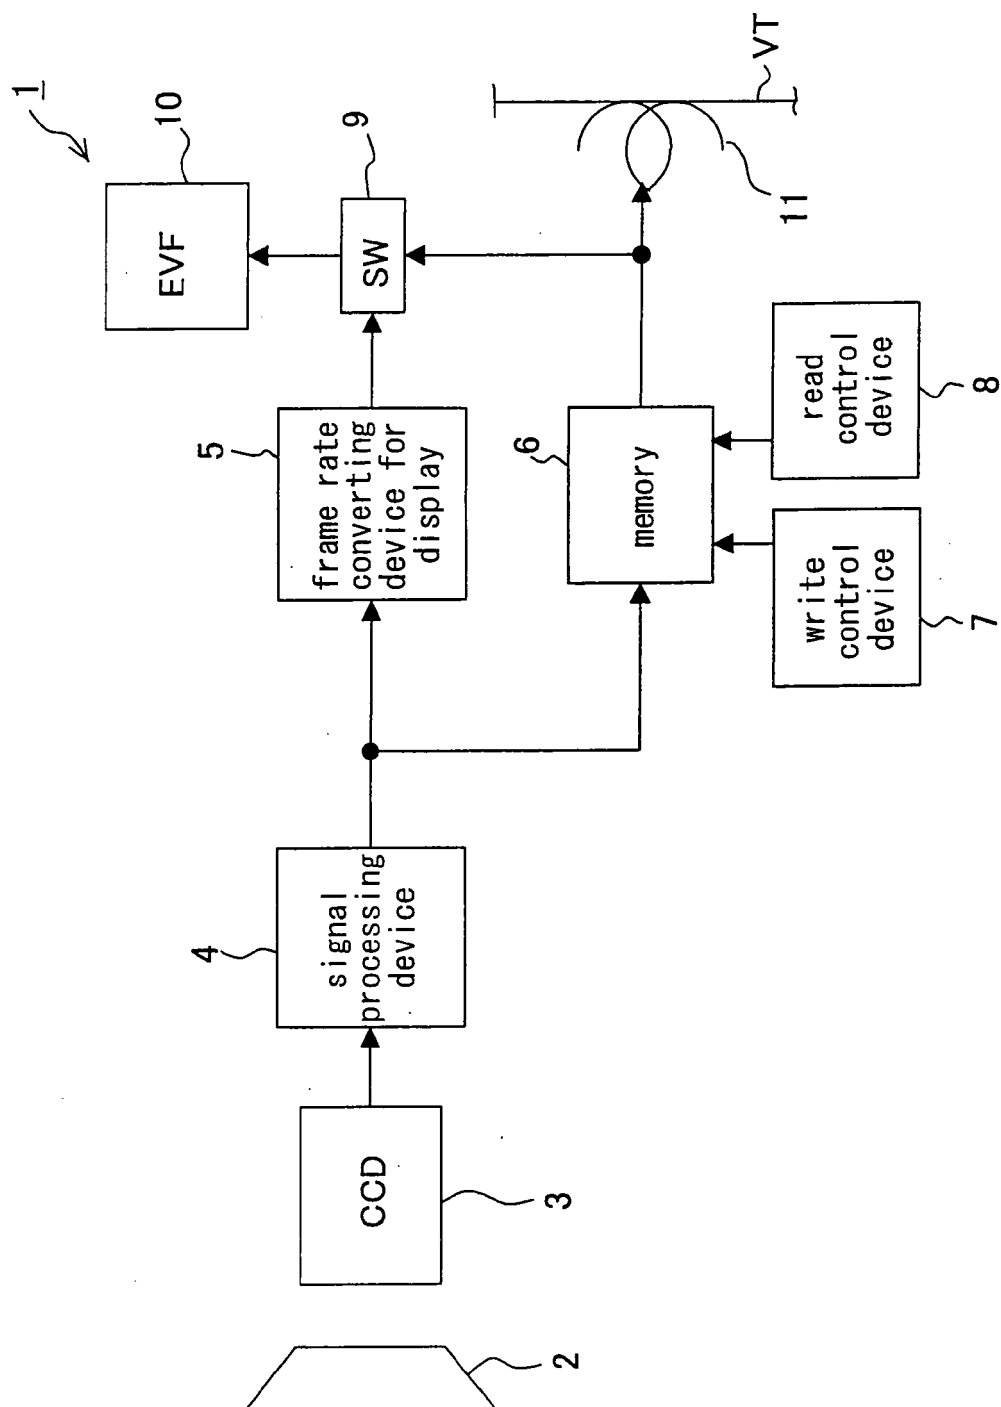 1
10
EVF
9
SW
5
frame rate
converting
device for
display
4
signal
processing
device
CCD
3
2
6
memory
write
control
device
7
read
control
device
8
11
VT